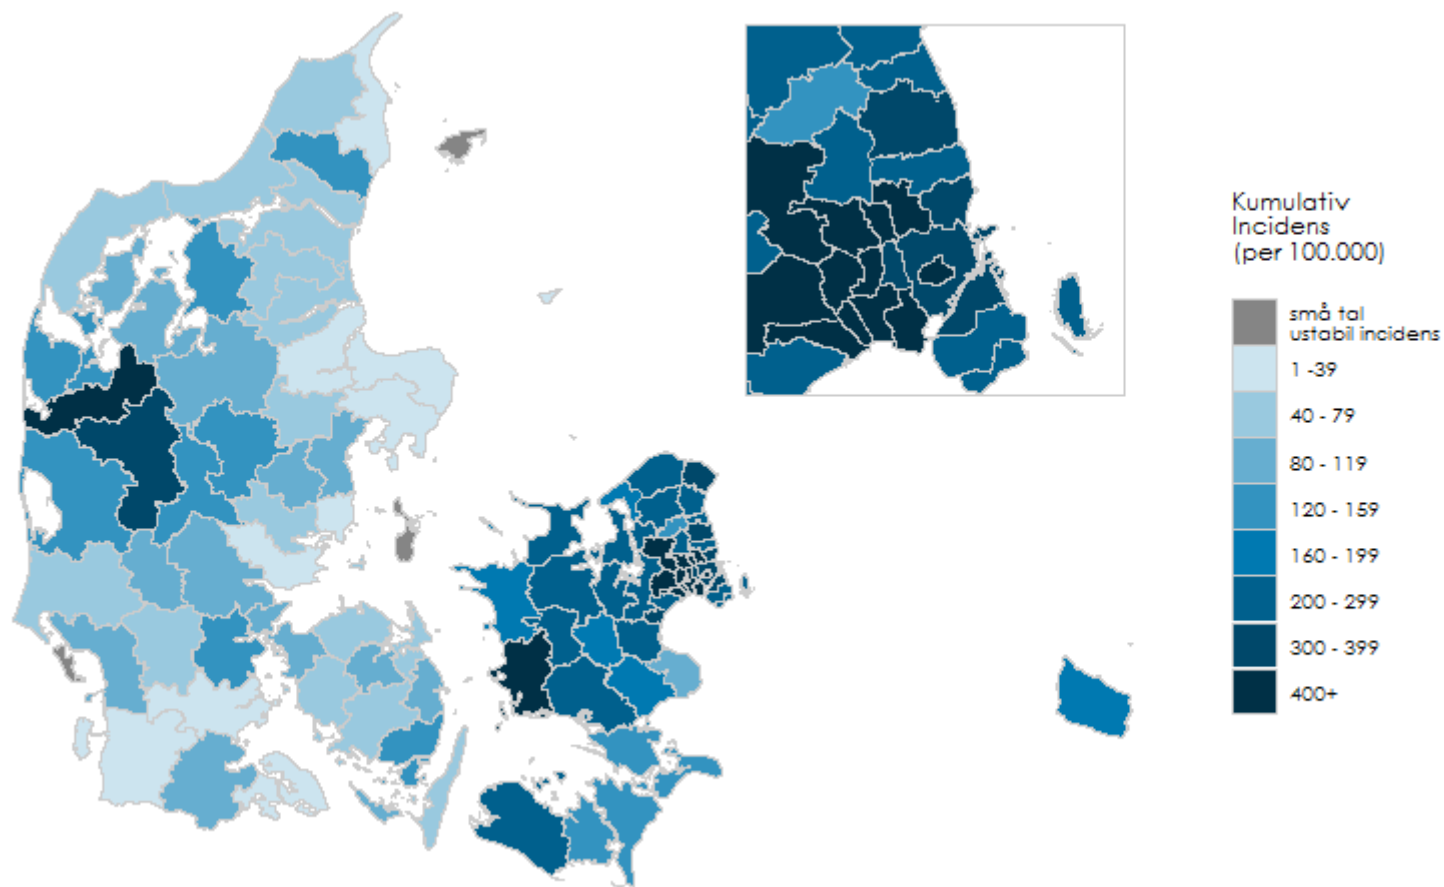 Kumulativ
Incidens
(per 100.000)
små tal
ustabil incidens
1 -39
40 - 79
80 - 119
120 - 159
160 - 199
200 - 299
300 - 399
400+